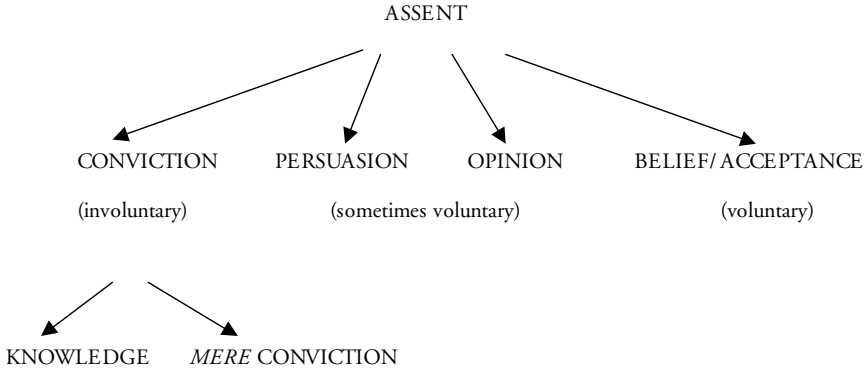 ASSENT
CONVICTION PERSUASION OPINION BELIEF/ACCEPTANCE
(involuntary) (sometimes voluntary) (voluntary)
KNOWLEDGE MERE CONVICTION